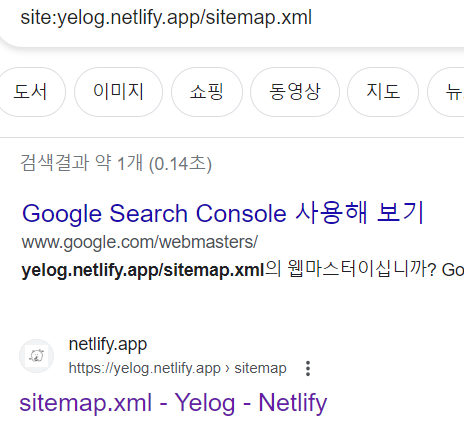 site:yelog.netlify.app/sitemap.xml
도서 이미지 쇼핑 동영상 지도 뉴
검색결과 약 1개 (0.14초)
Google Search Console 사용해 보기
www.google.com/webmasters/
yelog.netlify.app/sitemap.xml의 웹마스터이십니까? Go
netlify.app
https://yelog.netlify.app › sitemap
sitemap.xml - Yelog - Netlify